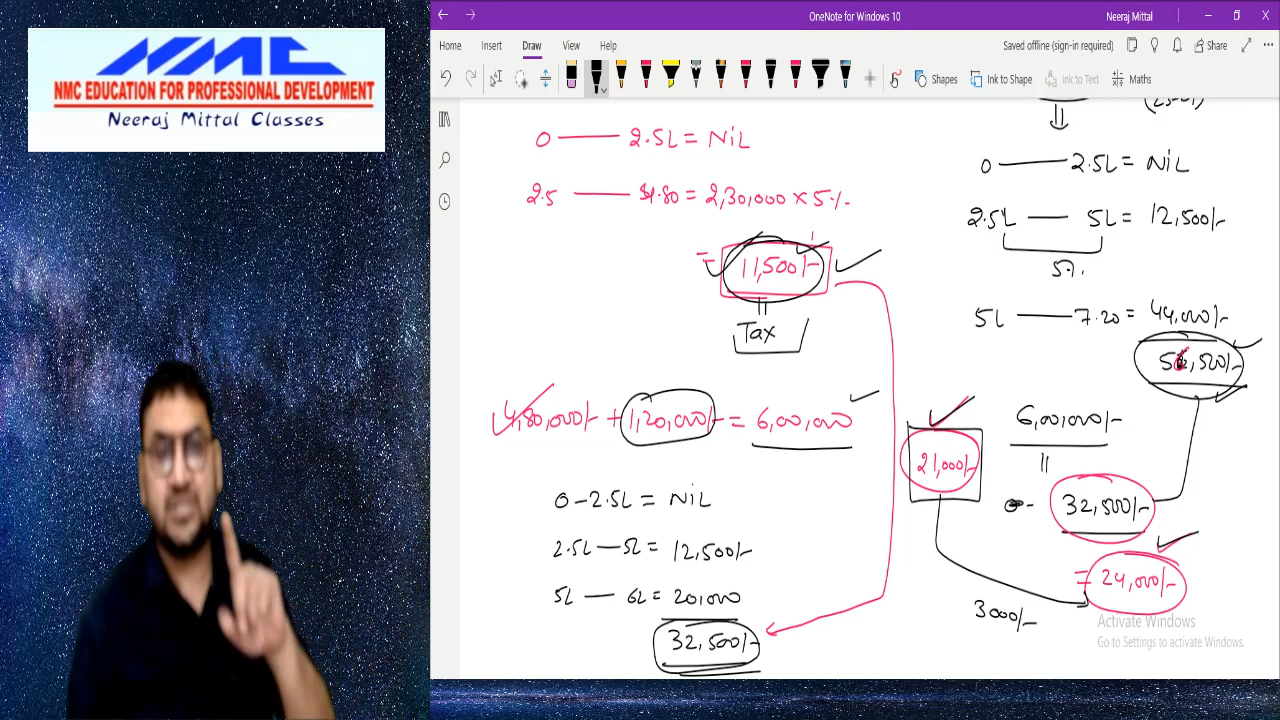 NMC
NMC EDUCATION FOR PROFESSIONAL DEVELOPMENT
Neeraj Mittal Classes
OneNote for Windows 10
Neeraj Mittal
Home Insert Draw View Help
Saved offline (sign-in required)
Share
Shapes
Ink to Shape
Ink to Text
Maths
0 — 2.5L = NiL
2.5 — 4.80 = 2,30,000 × 5%
= 11,500/-
Tax
4,80,000/- + 1,20,000/- = 6,00,000
0 - 2.5L = NiL
2.5L — 5L = 12,500/-
5L — 6L = 20,000
32,500/-
0 — 2.5L = NiL
2.5L — 5L = 12,500/-
5%
5L — 7.20 = 44,000/-
56,500/-
21,000/-
6,00,000/-
32,500/-
= 24,000/-
3000/-
Activate Windows
Go to Settings to activate Windows.